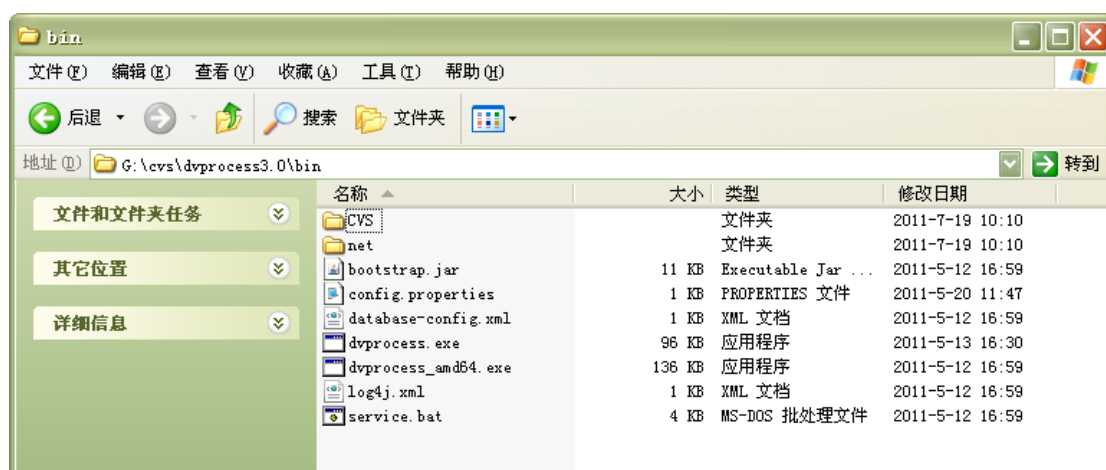 bin
文件(F) 编辑(E) 查看(V) 收藏(A) 工具(T) 帮助(H)
后退 搜索 文件夹
地址(D) G:\cvs\dvprocess3.0\bin 转到
名称 大小 类型 修改日期
文件和文件夹任务
其它位置
详细信息
CVS 文件夹 2011-7-19 10:10
net 文件夹 2011-7-19 10:10
bootstrap.jar 11 KB Executable Jar ... 2011-5-12 16:59
config.properties 1 KB PROPERTIES 文件 2011-5-20 11:47
database-config.xml 1 KB XML 文档 2011-5-12 16:59
dvprocess.exe 96 KB 应用程序 2011-5-13 16:30
dvprocess_amd64.exe 136 KB 应用程序 2011-5-12 16:59
log4j.xml 1 KB XML 文档 2011-5-12 16:59
service.bat 4 KB MS-DOS 批处理文件 2011-5-12 16:59